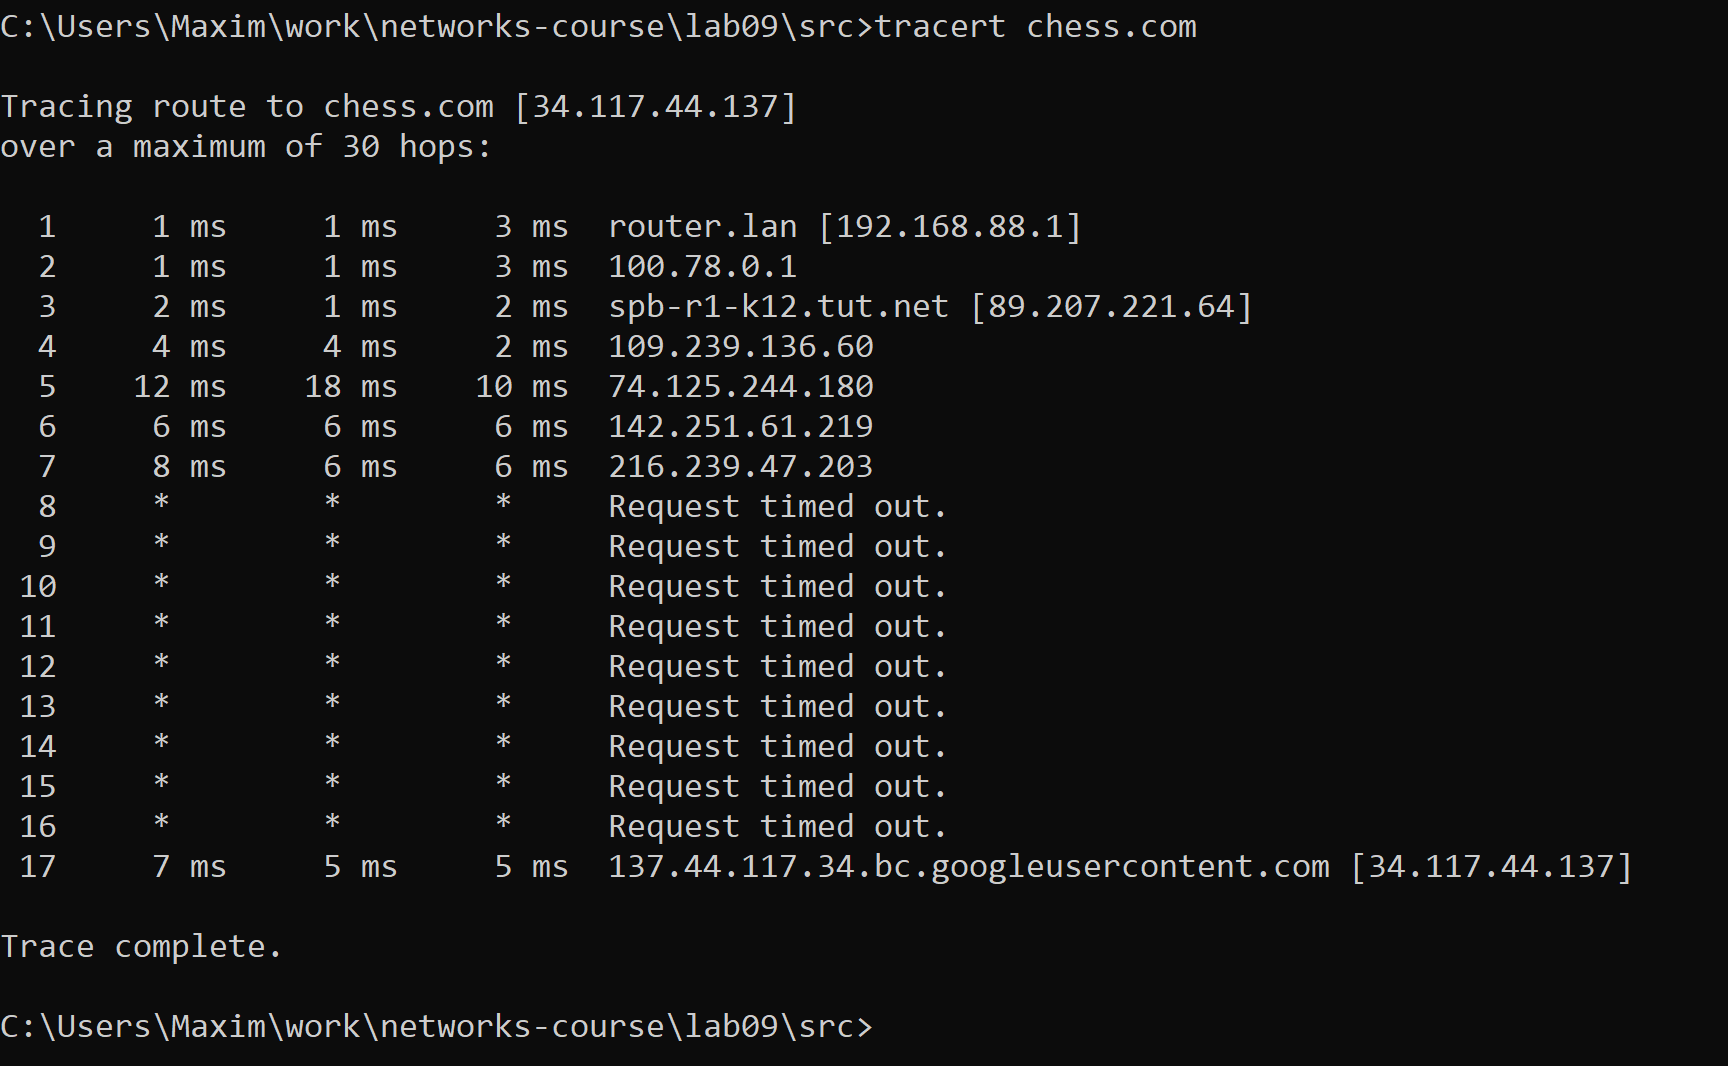 C:\Users\Maxim\work\networks-course\lab09\src>tracert chess.com
Tracing route to chess.com [34.117.44.137]
over a maximum of 30 hops:
1 1 ms 1 ms 3 ms router.lan [192.168.88.1]
2 1 ms 1 ms 3 ms 100.78.0.1
3 2 ms 1 ms 2 ms spb-r1-k12.tut.net [89.207.221.64]
4 4 ms 4 ms 2 ms 109.239.136.60
5 12 ms 18 ms 10 ms 74.125.244.180
6 6 ms 6 ms 6 ms 142.251.61.219
7 8 ms 6 ms 6 ms 216.239.47.203
8 * * * Request timed out.
9 * * * Request timed out.
10 * * * Request timed out.
11 * * * Request timed out.
12 * * * Request timed out.
13 * * * Request timed out.
14 * * * Request timed out.
15 * * * Request timed out.
16 * * * Request timed out.
17 7 ms 5 ms 5 ms 137.44.117.34.bc.googleusercontent.com [34.117.44.137]
Trace complete.
C:\Users\Maxim\work\networks-course\lab09\src>